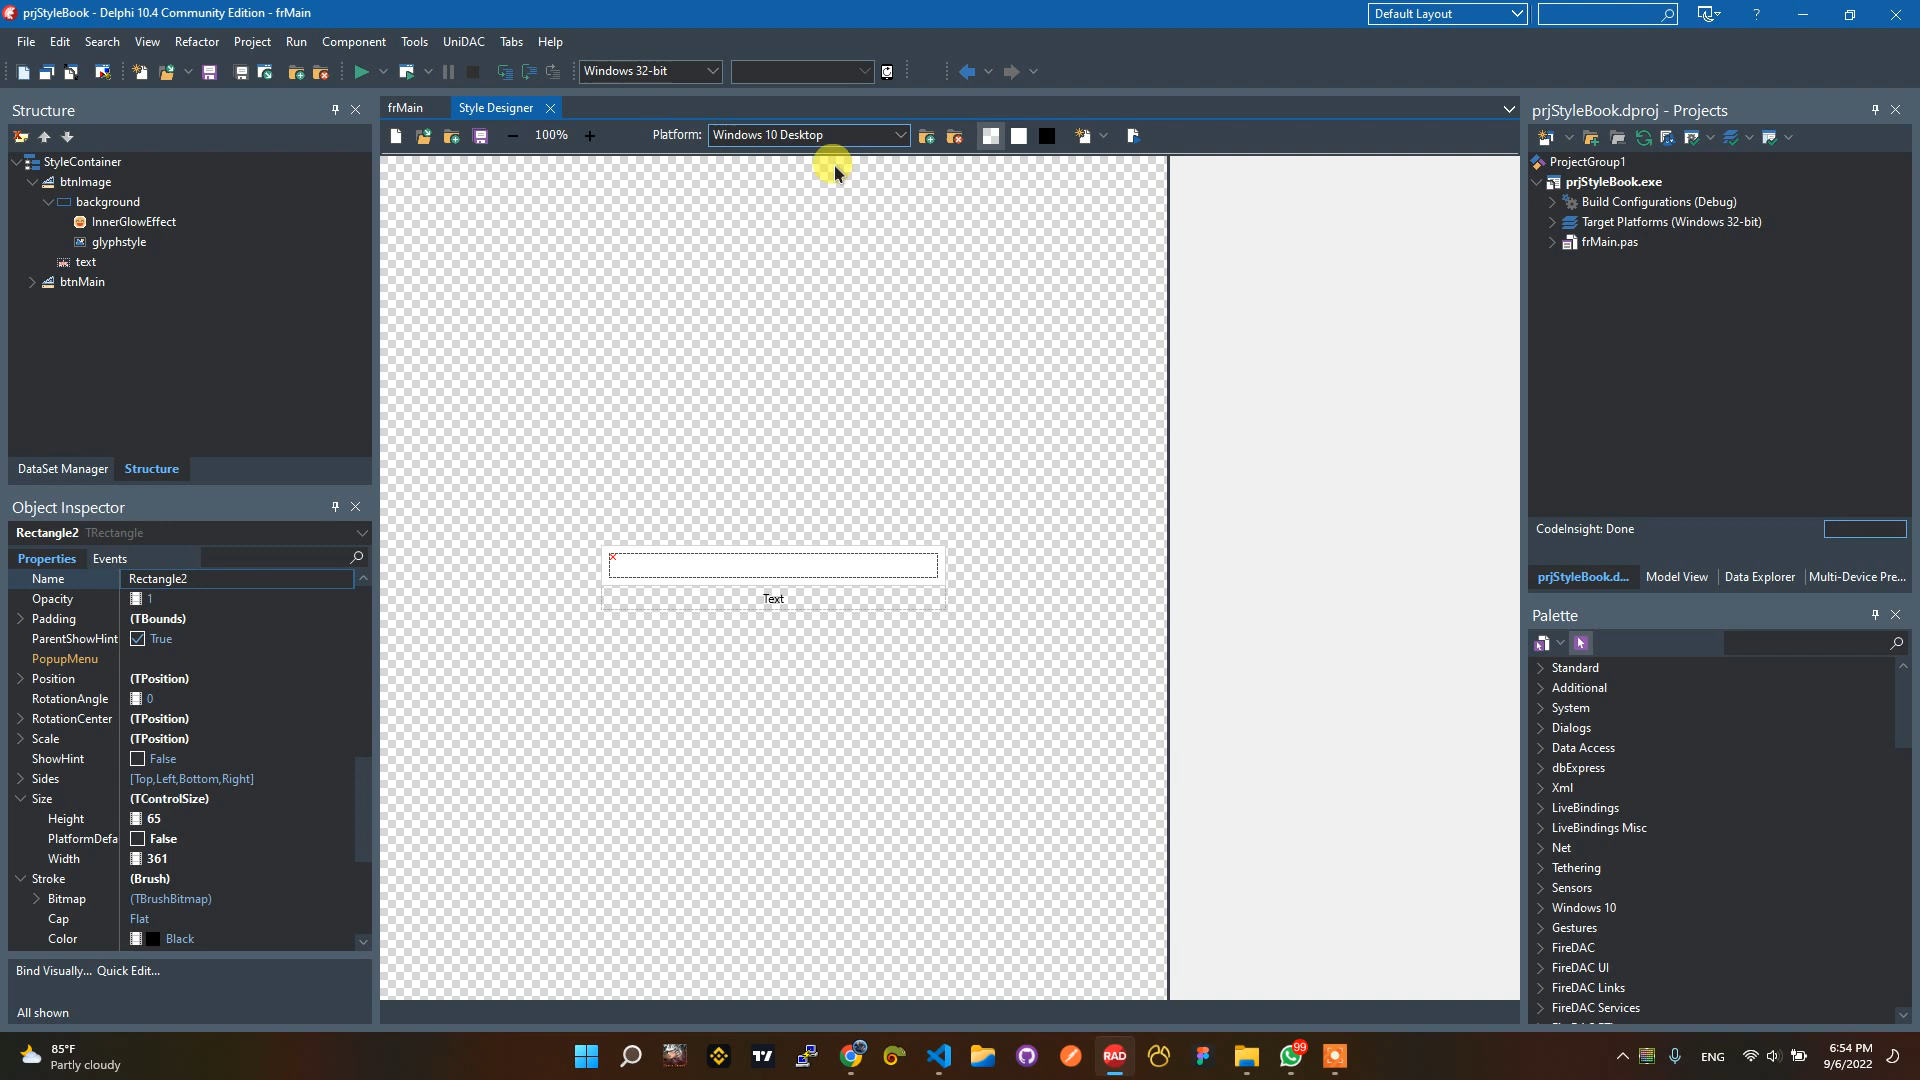 prjStyleBook - Delphi 10.4 Community Edition - frMain
Default Layout
?
File Edit Search View Refactor Project Run Component Tools UniDAC Tabs Help
Windows 32-bit
Structure
StyleContainer
btnImage
background
InnerGlowEffect
glyphstyle
text
btnMain
DataSet Manager Structure
Object Inspector
Rectangle2 TRectangle
Properties Events
Name Rectangle2
Opacity 1
Padding (TBounds)
ParentShowHint True
PopupMenu
Position (TPosition)
RotationAngle 0
RotationCenter (TPosition)
Scale (TPosition)
ShowHint False
Sides [Top,Left,Bottom,Right]
Size (TControlSize)
Height 65
PlatformDefa False
Width 361
Stroke (Brush)
Bitmap (TBrushBitmap)
Cap Flat
Color Black
Bind Visually... Quick Edit...
All shown
frMain Style Designer
100% Platform: Windows 10 Desktop
Text
prjStyleBook.dproj - Projects
ProjectGroup1
prjStyleBook.exe
Build Configurations (Debug)
Target Platforms (Windows 32-bit)
frMain.pas
CodeInsight: Done
prjStyleBook.d... Model View Data Explorer Multi-Device Pre...
Palette
Standard
Additional
System
Dialogs
Data Access
dbExpress
Xml
LiveBindings
LiveBindings Misc
Net
Tethering
Sensors
Windows 10
Gestures
FireDAC
FireDAC UI
FireDAC Links
FireDAC Services
85°F
Partly cloudy
RAD
99
ENG
6:54 PM
9/6/2022